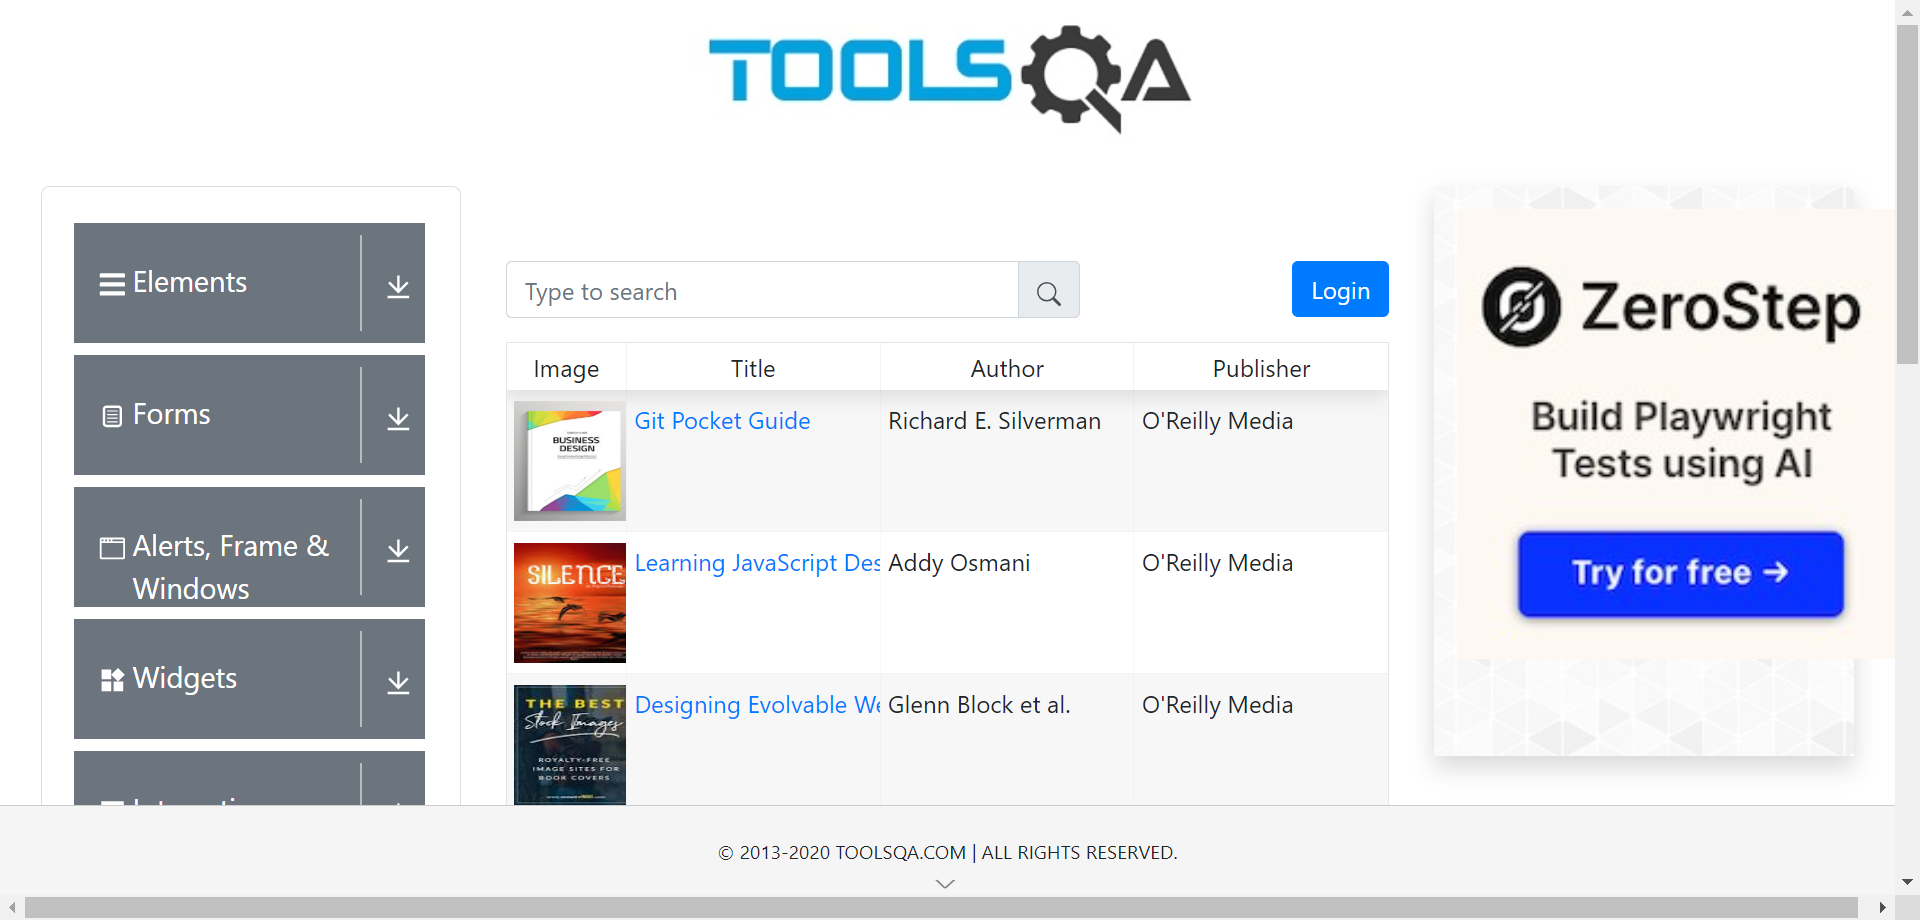 TOOLSQA
Elements
Forms
Alerts, Frame &
Windows
Widgets
Type to search
Login
Image Title Author Publisher
BUSINESS
DESIGN
Git Pocket Guide Richard E. Silverman O'Reilly Media
SILENCE
Learning JavaScript Des Addy Osmani O'Reilly Media
THE BEST
Stock Images
ROYALTY-FREE
IMAGE SITES FOR
BOOK COVERS
Designing Evolvable We Glenn Block et al. O'Reilly Media
ZeroStep
Build Playwright
Tests using AI
Try for free →
© 2013-2020 TOOLSQA.COM | ALL RIGHTS RESERVED.